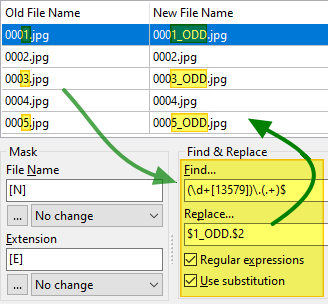 Old File Name New File Name
0001.jpg 0001_ODD.jpg
0002.jpg 0002.jpg
0003.jpg 0003_ODD.jpg
0004.jpg 0004.jpg
0005.jpg 0005_ODD.jpg
Mask Find & Replace
File Name Find...
[N] (\d+[13579])\.(.+)$
... No change Replace...
$1_ODD.$2
Extension Regular expressions
[E] Use substitution
... No change